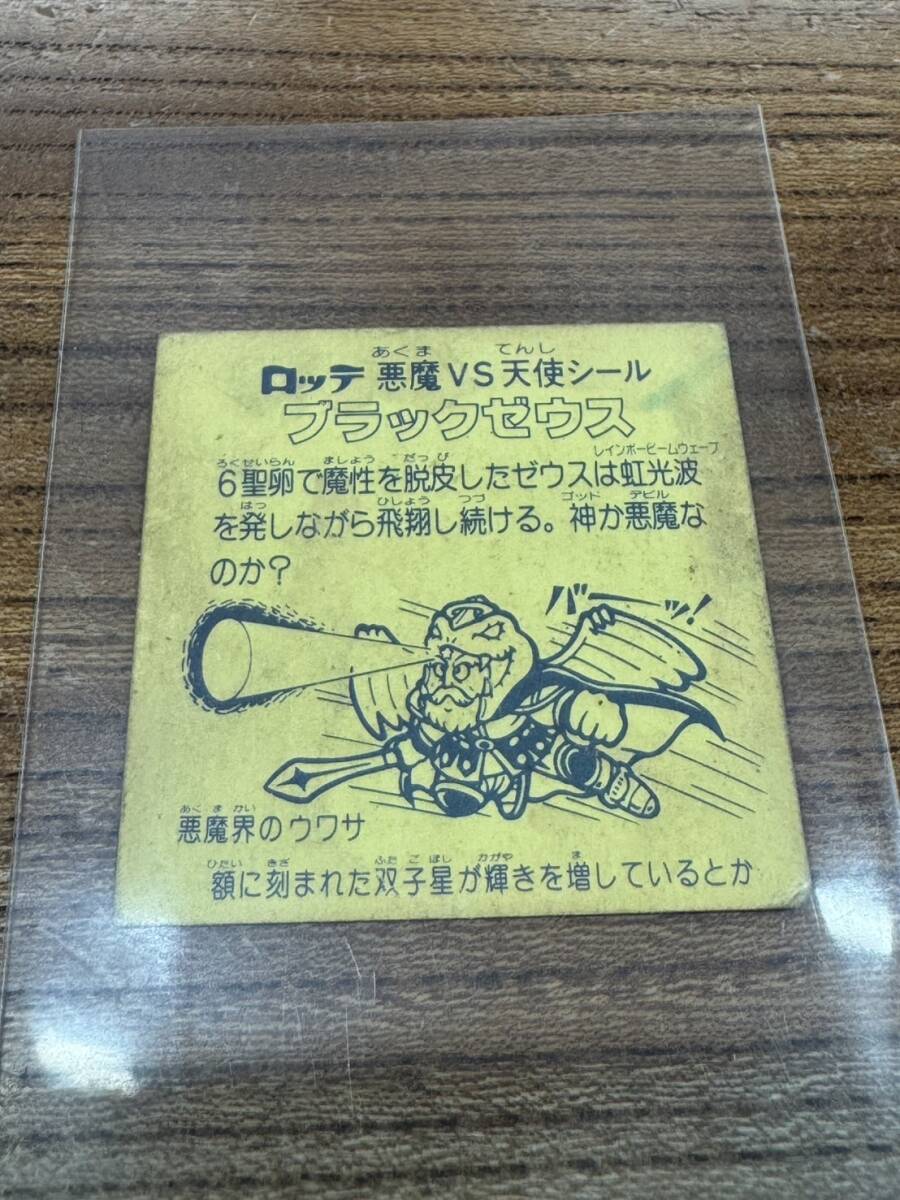 あくま てんし
ロッテ 悪魔VS天使シール
ブラックゼウス
レインボービームウェーブ
ろくせいらん ましょう だっぴ
6聖卵で魔性を脱皮したゼウスは虹光波
はっ ひしょう つづ ゴッド デビル
を発しながら飛翔し続ける。神か悪魔な
のか?
バーッ!
あくまかい
悪魔界のウワサ
ひたい きざ ふたごぼし かがや ま
額に刻まれた双子星が輝きを増しているとか